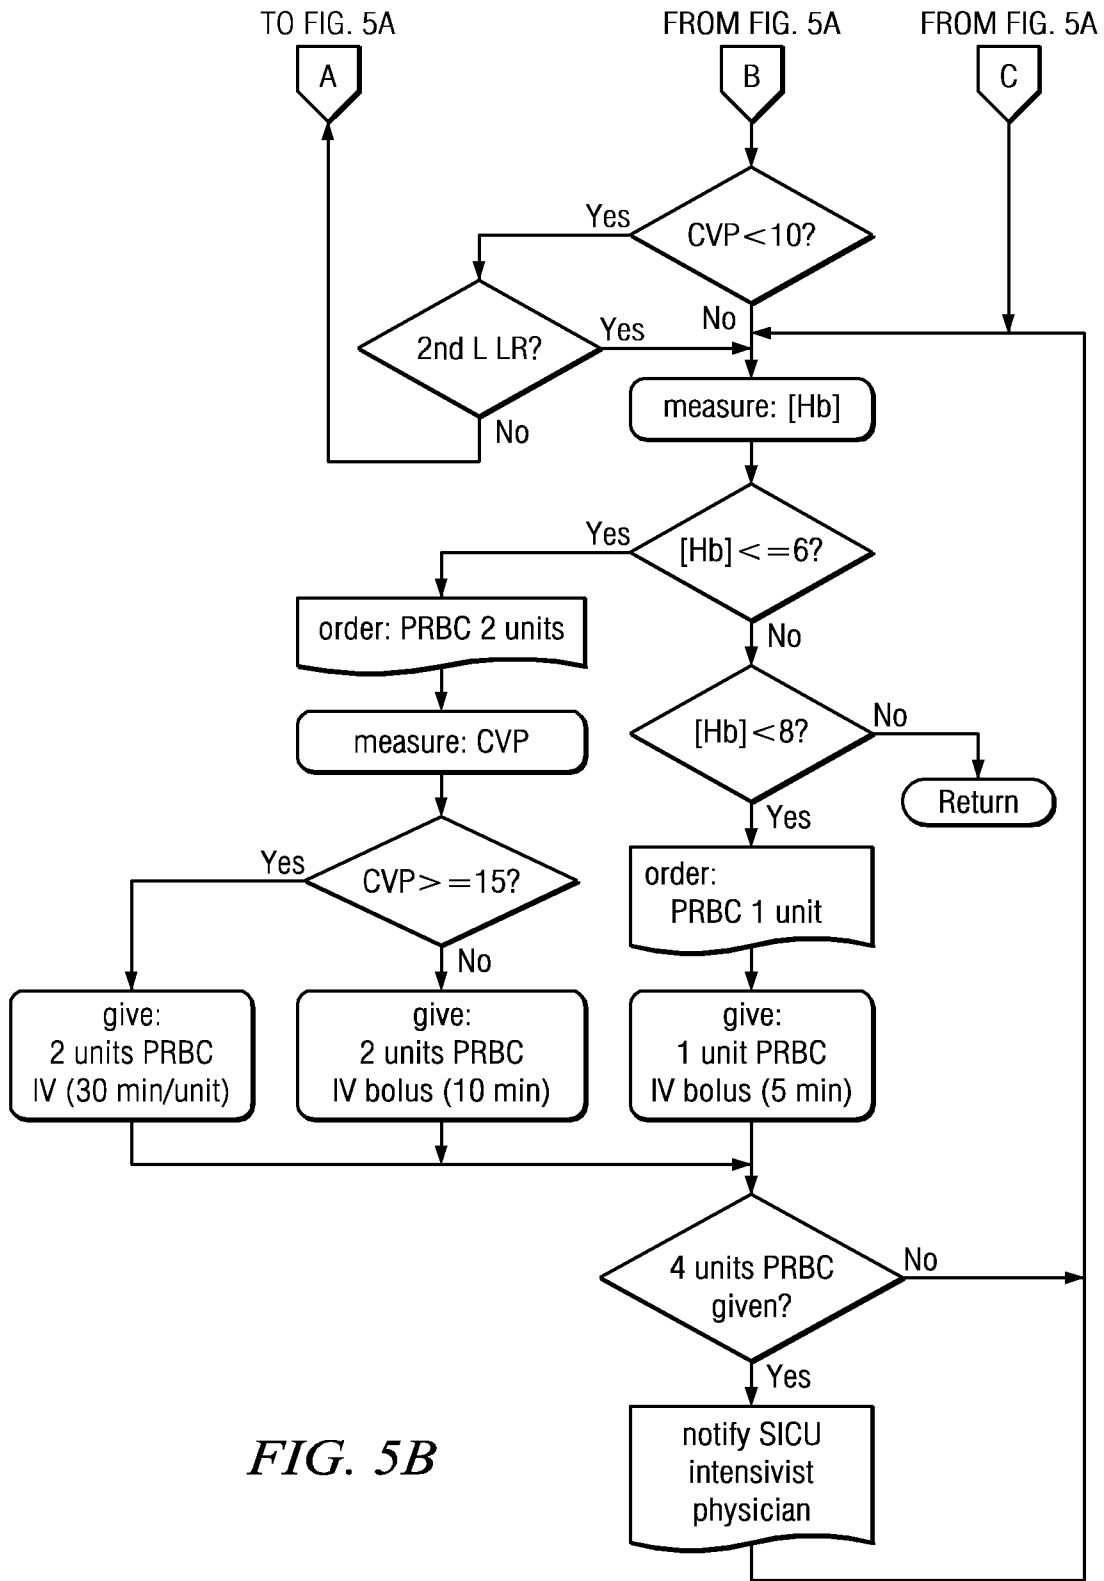 TO FIG. 5A
FROM FIG. 5A
FROM FIG. 5A
A
B
C
CVP<10?
Yes
No
2nd L LR?
Yes
No
measure: [Hb]
[Hb]<=6?
Yes
No
order: PRBC 2 units
measure: CVP
[Hb]<8?
No
Return
Yes
CVP>=15?
Yes
No
order:
PRBC 1 unit
give:
2 units PRBC
IV (30 min/unit)
give:
2 units PRBC
IV bolus (10 min)
give:
1 unit PRBC
IV bolus (5 min)
4 units PRBC
given?
No
Yes
notify SICU
intensivist
physician
FIG. 5B